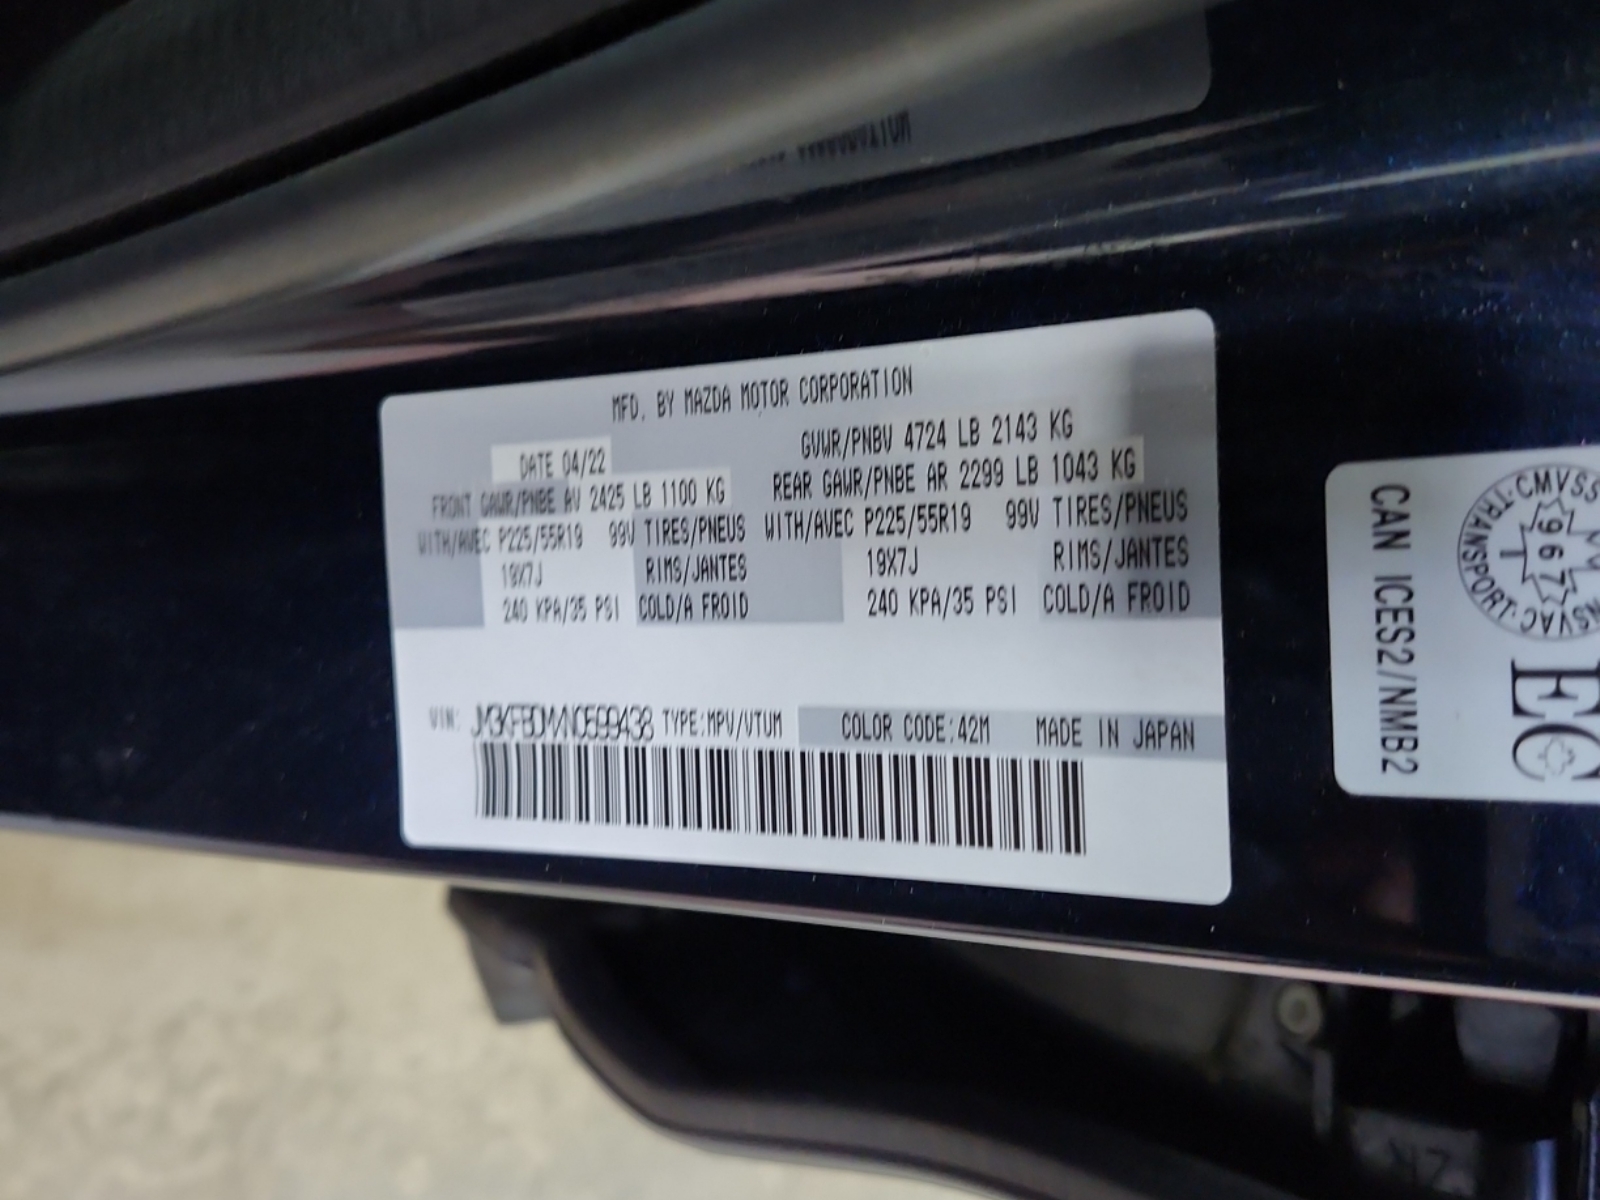 MFD. BY MAZDA MOTOR CORPORATION
DATE 04/22 GVWR/PNBV 4724 LB 2143 KG
FRONT GAWR/PNBE AV 2425 LB 1100 KG REAR GAWR/PNBE AR 2299 LB 1043 KG
WITH/AVEC P225/55R19 99V TIRES/PNEUS WITH/AVEC P225/55R19 99V TIRES/PNEUS
19X7J RIMS/JANTES 19X7J RIMS/JANTES
240 KPA/35 PSI COLD/A FROID 240 KPA/35 PSI COLD/A FROID
VIN: TYPE:MPV/VTUM COLOR CODE:42M MADE IN JAPAN
CAN ICES2/NMB2
TRANSPORT·CMVSS
NSVAC
967
1
EC